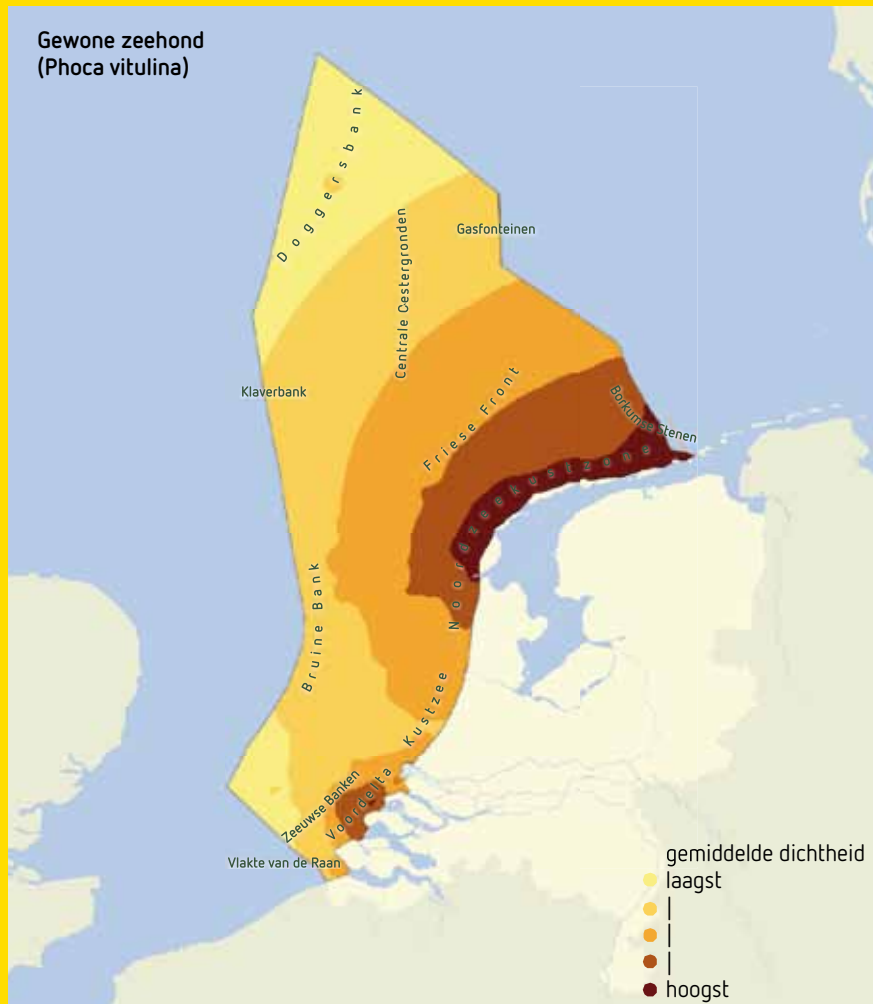 Gewone zeehond
(Phoca vitulina)
Doggersbank
Gasfonteinen
Centrale Oestergronden
Klaverbank
Friese Front
Borkumse Stenen
Noordzeekustzone
Bruine Bank
Kustzee
Zeeuwse Banken
Voordelta
Vlakte van de Raan
gemiddelde dichtheid
laagst
|
|
|
hoogst